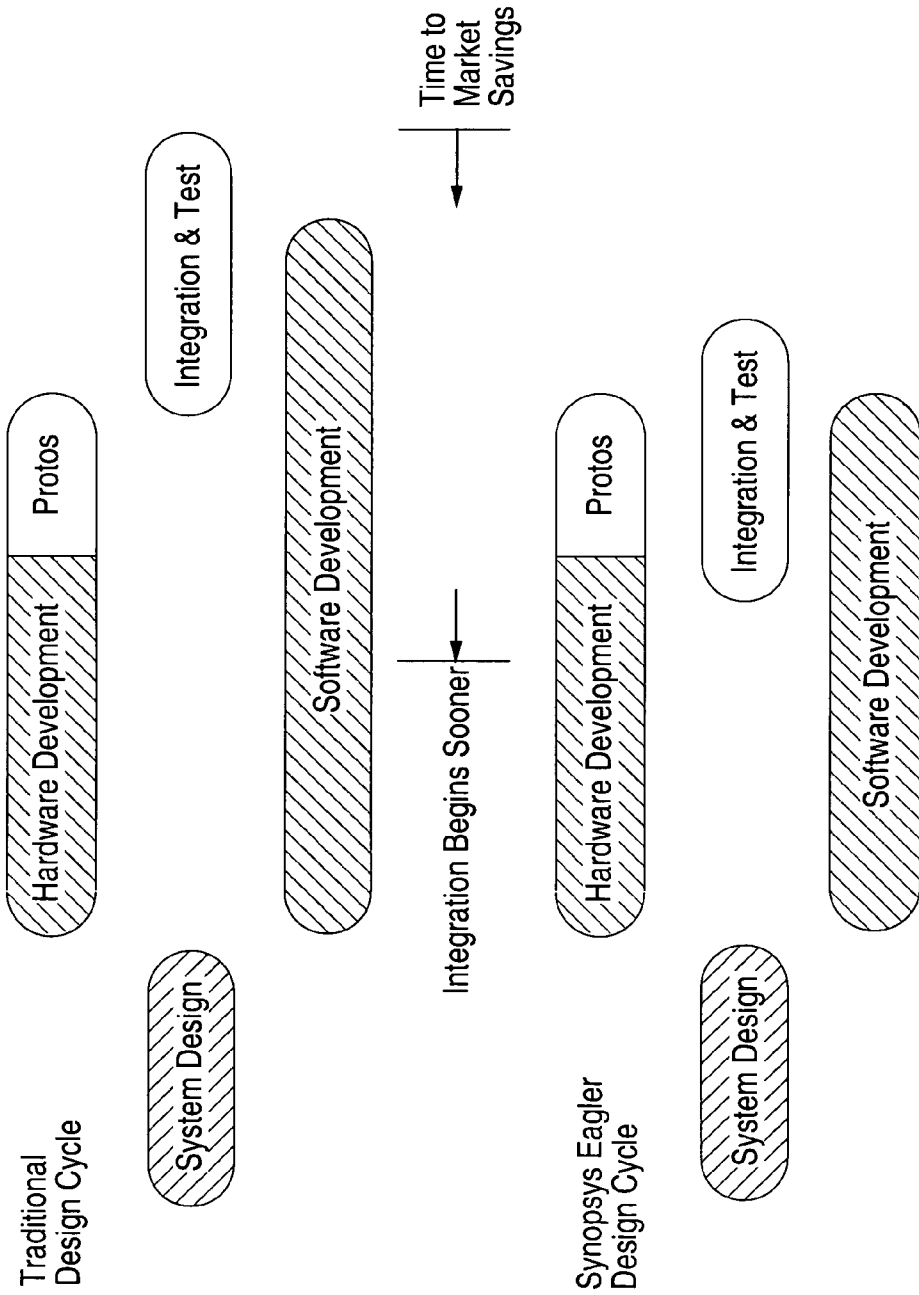 Traditional
Design Cycle
Hardware Development
Protos
System Design
Integration & Test
Software Development
Integration Begins Sooner
Time to
Market
Savings
Synopsys Eagler
Design Cycle
Hardware Development
Protos
System Design
Integration & Test
Software Development